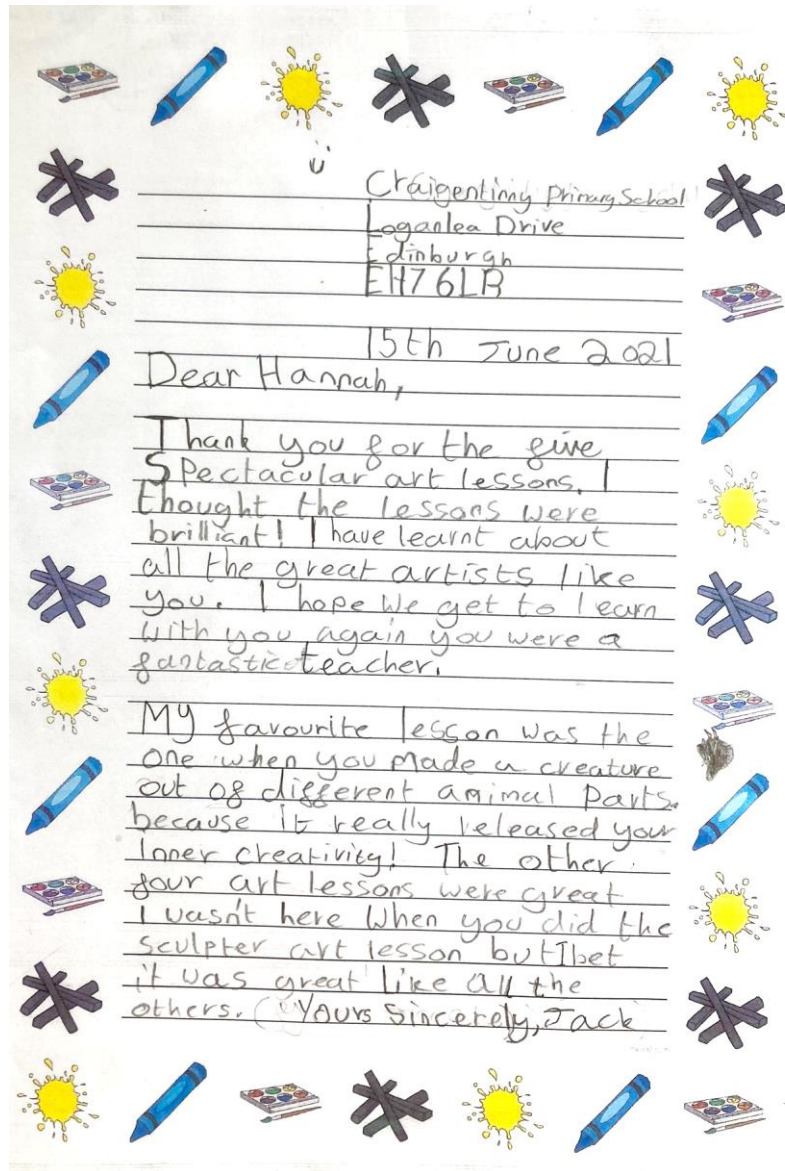 Craigentinny Primary School
Loganlea Drive
Edinburgh
EH7 6LB
15th June 2021
Dear Hannah,
Thank you for the five
Spectacular art lessons. I
thought the lessons were
brilliant! I have learnt about
all the great artists like
you. I hope we get to learn
with you again you were a
fantastic teacher.
My favourite lesson was the
one when you made a creature
out of different animal parts.
because it really released your
Inner creativity! The other
four art lessons were great
I wasn't here when you did the
sculpter art lesson but I bet
it was great like all the
others. Yours Sincerely, Jack